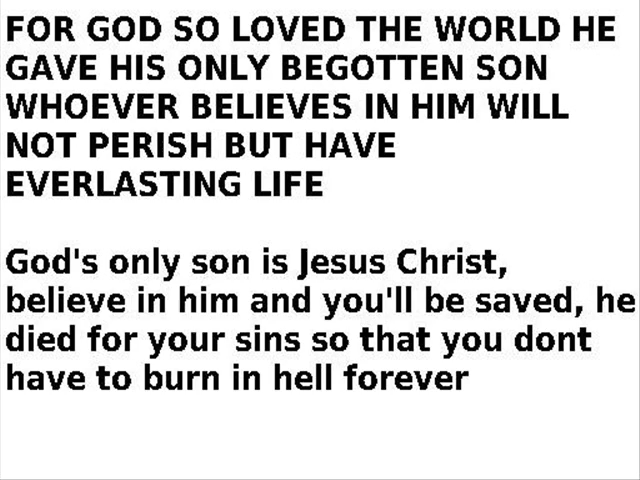 FOR GOD SO LOVED THE WORLD HE
GAVE HIS ONLY BEGOTTEN SON
WHOEVER BELIEVES IN HIM WILL
NOT PERISH BUT HAVE
EVERLASTING LIFE
God's only son is Jesus Christ,
believe in him and you'll be saved, he
died for your sins so that you dont
have to burn in hell forever